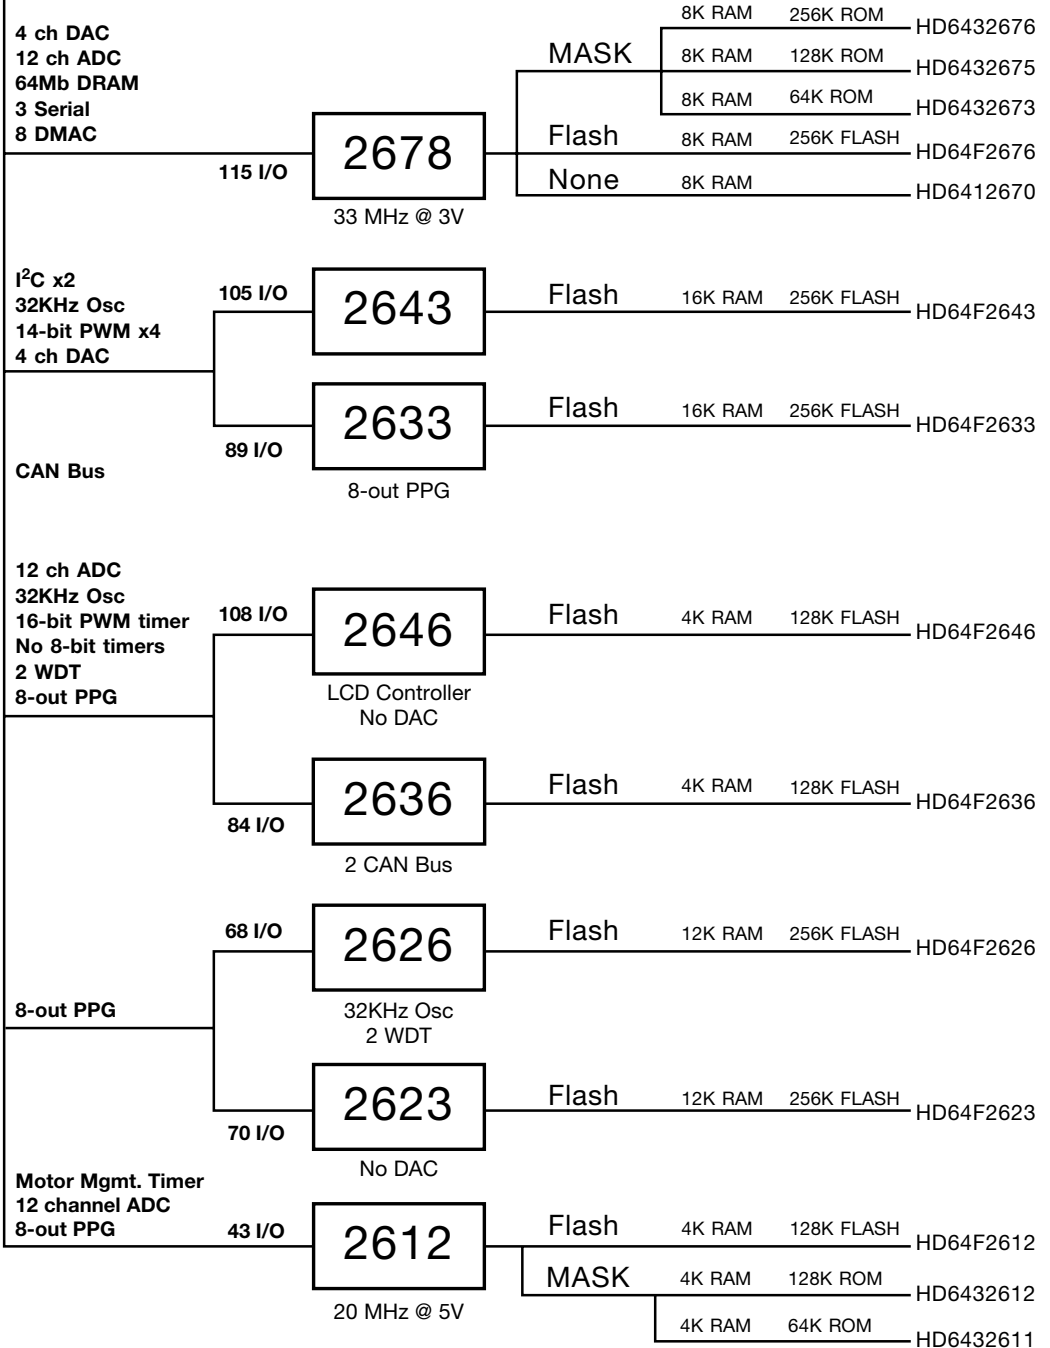 4 ch DAC
12 ch ADC
64Mb DRAM
3 Serial
8 DMAC
115 I/O
2678
33 MHz @ 3V
MASK
8K RAM 256K ROM HD6432676
8K RAM 128K ROM HD6432675
8K RAM 64K ROM HD6432673
Flash 8K RAM 256K FLASH HD64F2676
None 8K RAM HD6412670
I²C x2
32KHz Osc
14-bit PWM x4
4 ch DAC
105 I/O
2643
Flash 16K RAM 256K FLASH HD64F2643
89 I/O
2633
8-out PPG
Flash 16K RAM 256K FLASH HD64F2633
CAN Bus
12 ch ADC
32KHz Osc
16-bit PWM timer
No 8-bit timers
2 WDT
8-out PPG
108 I/O
2646
LCD Controller
No DAC
Flash 4K RAM 128K FLASH HD64F2646
84 I/O
2636
2 CAN Bus
Flash 4K RAM 128K FLASH HD64F2636
8-out PPG
68 I/O
2626
32KHz Osc
2 WDT
Flash 12K RAM 256K FLASH HD64F2626
70 I/O
2623
No DAC
Flash 12K RAM 256K FLASH HD64F2623
Motor Mgmt. Timer
12 channel ADC
8-out PPG
43 I/O
2612
20 MHz @ 5V
Flash 4K RAM 128K FLASH HD64F2612
MASK 4K RAM 128K ROM HD6432612
4K RAM 64K ROM HD6432611